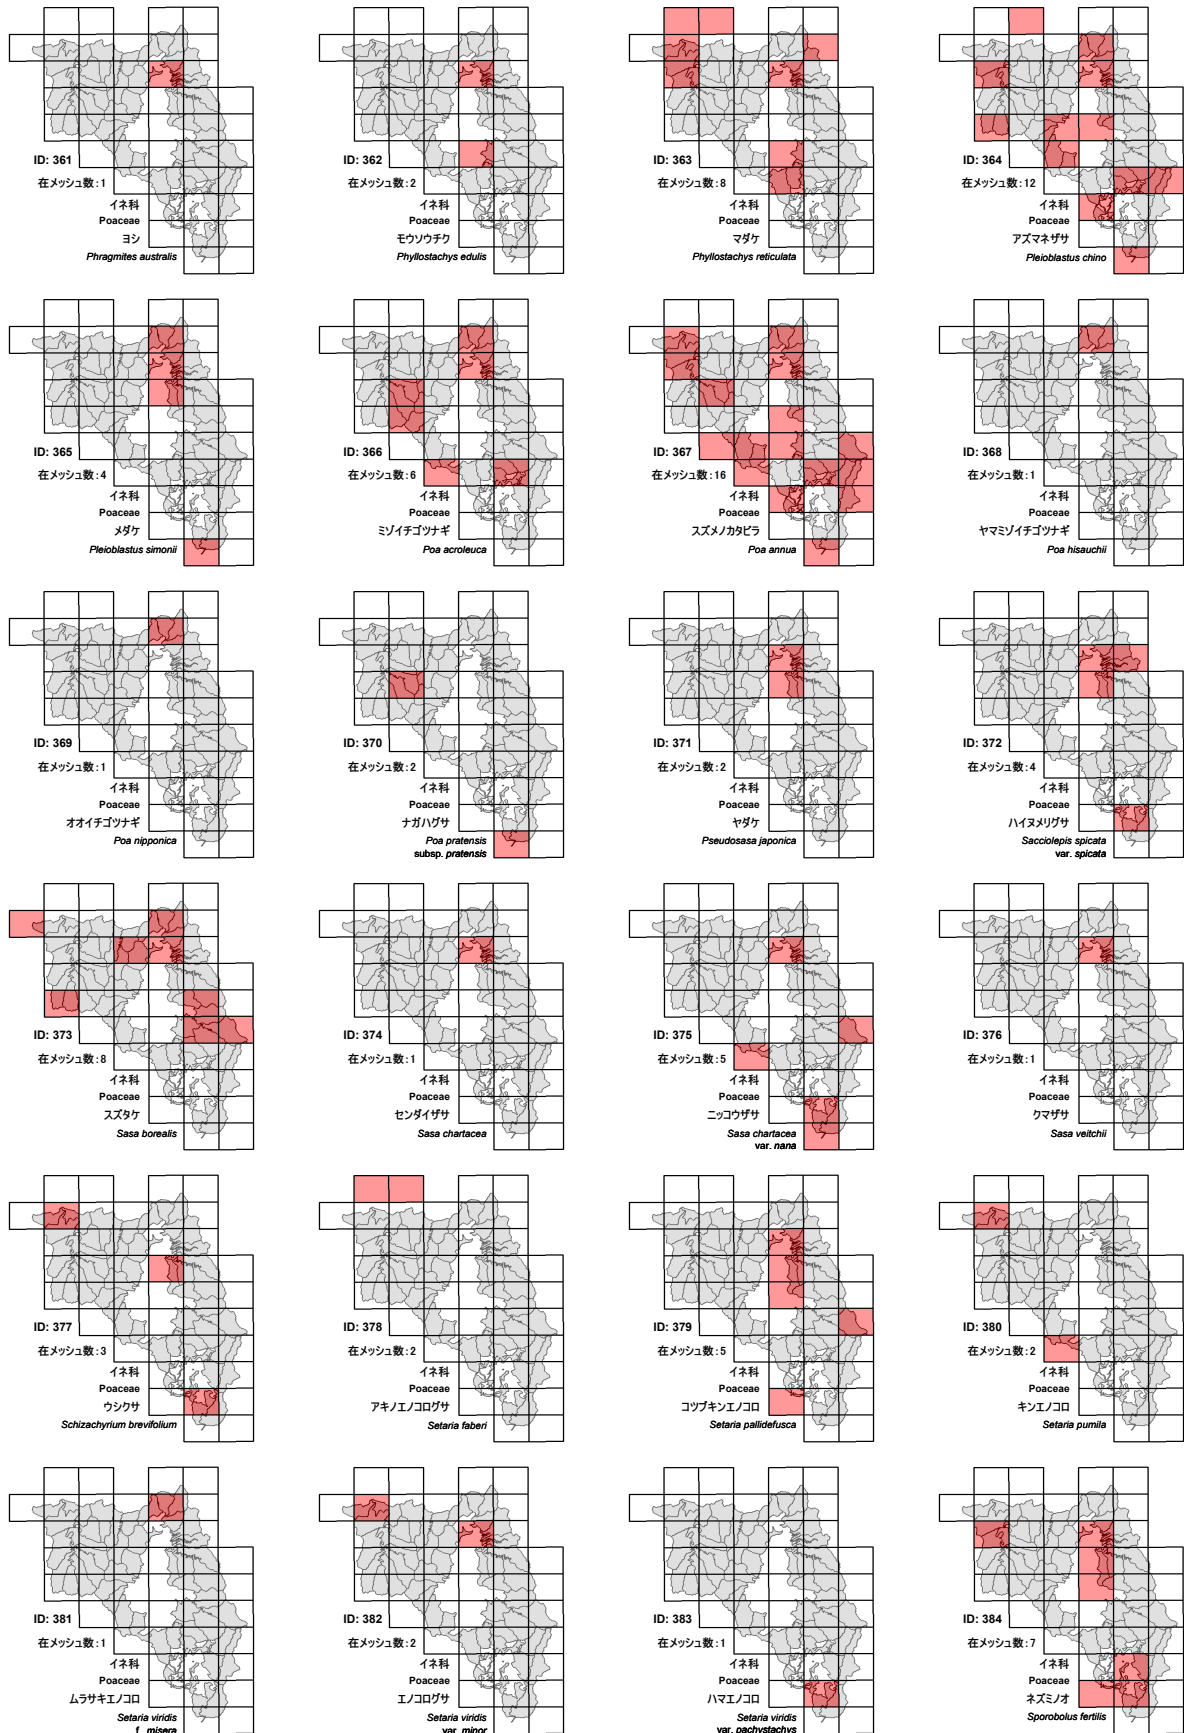 ID: 361
在メッシュ数:1
イネ科
Poaceae
ヨシ
Phragmites australis
ID: 362
在メッシュ数:2
イネ科
Poaceae
モウソウチク
Phyllostachys edulis
ID: 363
在メッシュ数:8
イネ科
Poaceae
マダケ
Phyllostachys reticulata
ID: 364
在メッシュ数:12
イネ科
Poaceae
アズマネザサ
Pleioblastus chino
ID: 365
在メッシュ数:4
イネ科
Poaceae
メダケ
Pleioblastus simonii
ID: 366
在メッシュ数:6
イネ科
Poaceae
ミゾイチゴツナギ
Poa acroleuca
ID: 367
在メッシュ数:16
イネ科
Poaceae
スズメノカタビラ
Poa annua
ID: 368
在メッシュ数:1
イネ科
Poaceae
ヤマミゾイチゴツナギ
Poa hisauchii
ID: 369
在メッシュ数:1
イネ科
Poaceae
オオイチゴツナギ
Poa nipponica
ID: 370
在メッシュ数:2
イネ科
Poaceae
ナガハグサ
Poa pratensis
subsp. pratensis
ID: 371
在メッシュ数:2
イネ科
Poaceae
ヤダケ
Pseudosasa japonica
ID: 372
在メッシュ数:4
イネ科
Poaceae
ハイヌメリグサ
Sacciolepis spicata
var. spicata
ID: 373
在メッシュ数:8
イネ科
Poaceae
スズタケ
Sasa borealis
ID: 374
在メッシュ数:1
イネ科
Poaceae
センダイザサ
Sasa chartacea
ID: 375
在メッシュ数:5
イネ科
Poaceae
ニッコウザサ
Sasa chartacea
var. nana
ID: 376
在メッシュ数:1
イネ科
Poaceae
クマザサ
Sasa veitchii
ID: 377
在メッシュ数:3
イネ科
Poaceae
ウシクサ
Schizachyrium brevifolium
ID: 378
在メッシュ数:2
イネ科
Poaceae
アキノエノコログサ
Setaria faberi
ID: 379
在メッシュ数:5
イネ科
Poaceae
コツブキンエノコロ
Setaria pallidefusca
ID: 380
在メッシュ数:2
イネ科
Poaceae
キンエノコロ
Setaria pumila
ID: 381
在メッシュ数:1
イネ科
Poaceae
ムラサキエノコロ
Setaria viridis
f. misera
ID: 382
在メッシュ数:2
イネ科
Poaceae
エノコログサ
Setaria viridis
var. minor
ID: 383
在メッシュ数:1
イネ科
Poaceae
ハマエノコロ
Setaria viridis
var. pachystachys
ID: 384
在メッシュ数:7
イネ科
Poaceae
ネズミノオ
Sporobolus fertilis